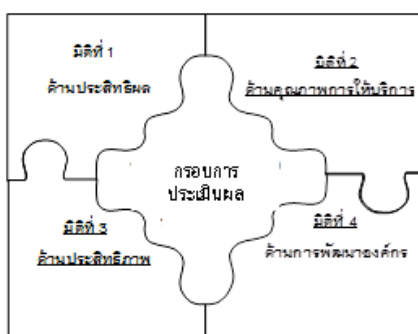 มิติที่ 1
ด้านประสิทธิผล
มิติที่ 2
ด้านคุณภาพการให้บริการ
กรอบการ
ประเมินผล
มิติที่ 3
ด้านประสิทธิภาพ
มิติที่ 4
ด้านการพัฒนาองค์กร